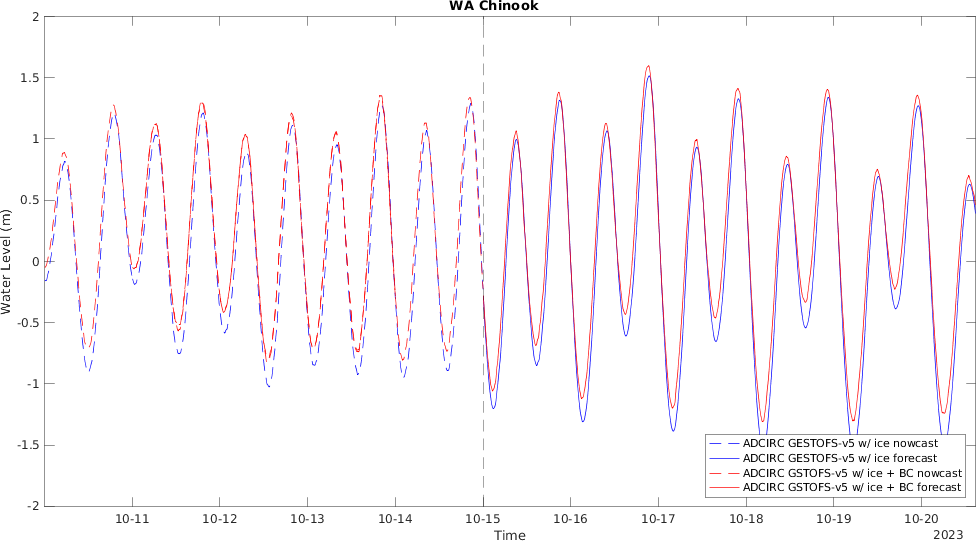 WA Chinook
2
1.5
1
0.5
0
-0.5
-1
-1.5
-2
Water Level (m)
ADCIRC GESTOFS-v5 w/ ice nowcast
ADCIRC GESTOFS-v5 w/ ice forecast
ADCIRC GSTOFS-v5 w/ ice + BC nowcast
ADCIRC GSTOFS-v5 w/ ice + BC forecast
10-11 10-12 10-13 10-14 10-15 10-16 10-17 10-18 10-19 10-20
Time
2023